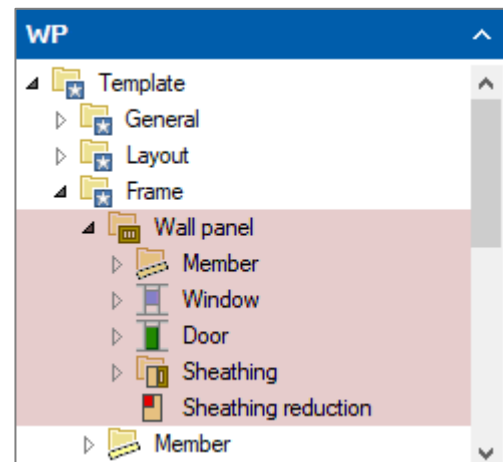 WP
Template
General
Layout
Frame
Wall panel
Member
Window
Door
Sheathing
Sheathing reduction
Member